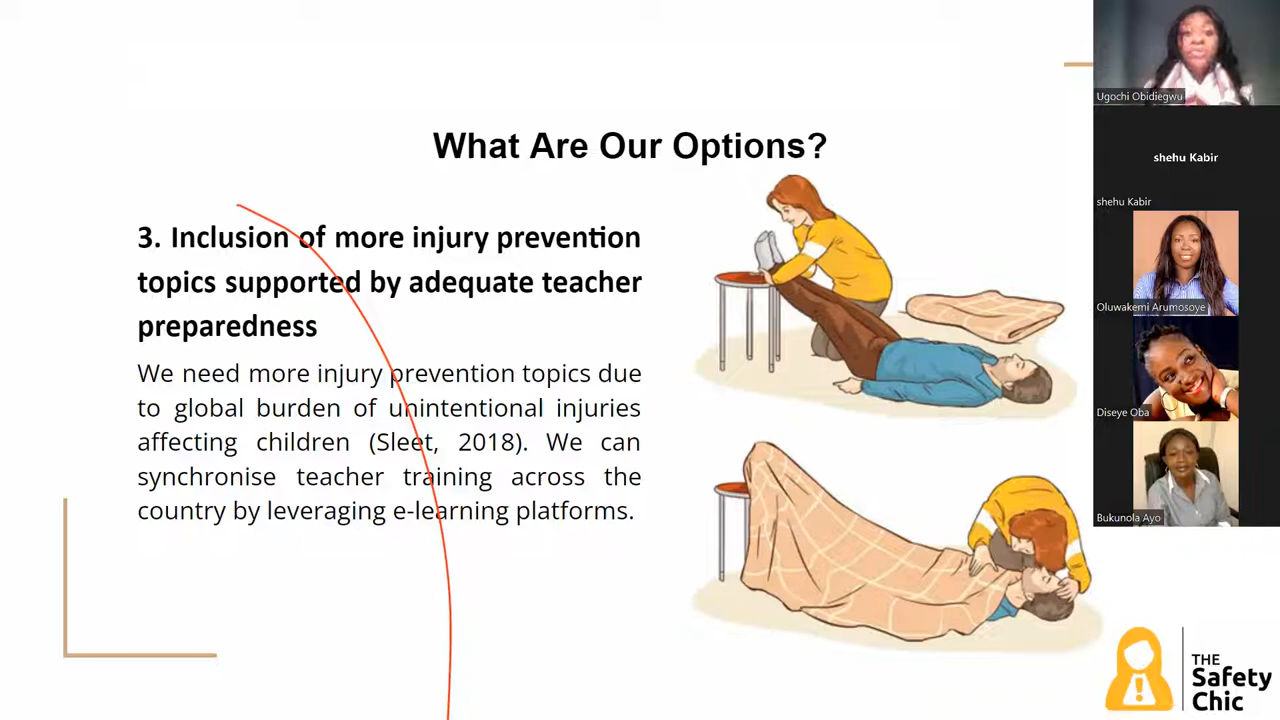 What Are Our Options?
3. Inclusion of more injury prevention
topics supported by adequate teacher
preparedness
We need more injury prevention topics due
to global burden of unintentional injuries
affecting children (Sleet, 2018). We can
synchronise teacher training across the
country by leveraging e-learning platforms.
Ugochi Obidiegwu
shehu Kabir
shehu Kabir
Oluwakemi Arumosoye
Diseye Oba
Bukunola Ayo
THE
Safety
Chic